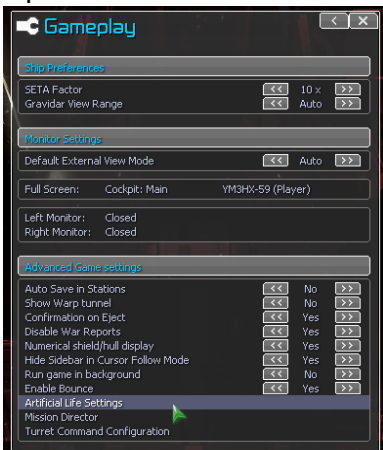 Gameplay
< X
Ship Preferences
SETA Factor << 10 x >>
Gravidar View Range << Auto >>
Monitor Settings
Default External View Mode << Auto >>
Full Screen: Cockpit: Main YM3HX-59 (Player)
Left Monitor: Closed
Right Monitor: Closed
Advanced Game settings
Auto Save in Stations << No >>
Show Warp tunnel << No >>
Confirmation on Eject << Yes >>
Disable War Reports << Yes >>
Numerical shield/hull display << Yes >>
Hide Sidebar in Cursor Follow Mode << Yes >>
Run game in background << No >>
Enable Bounce << Yes >>
Artificial Life Settings
Mission Director
Turret Command Configuration